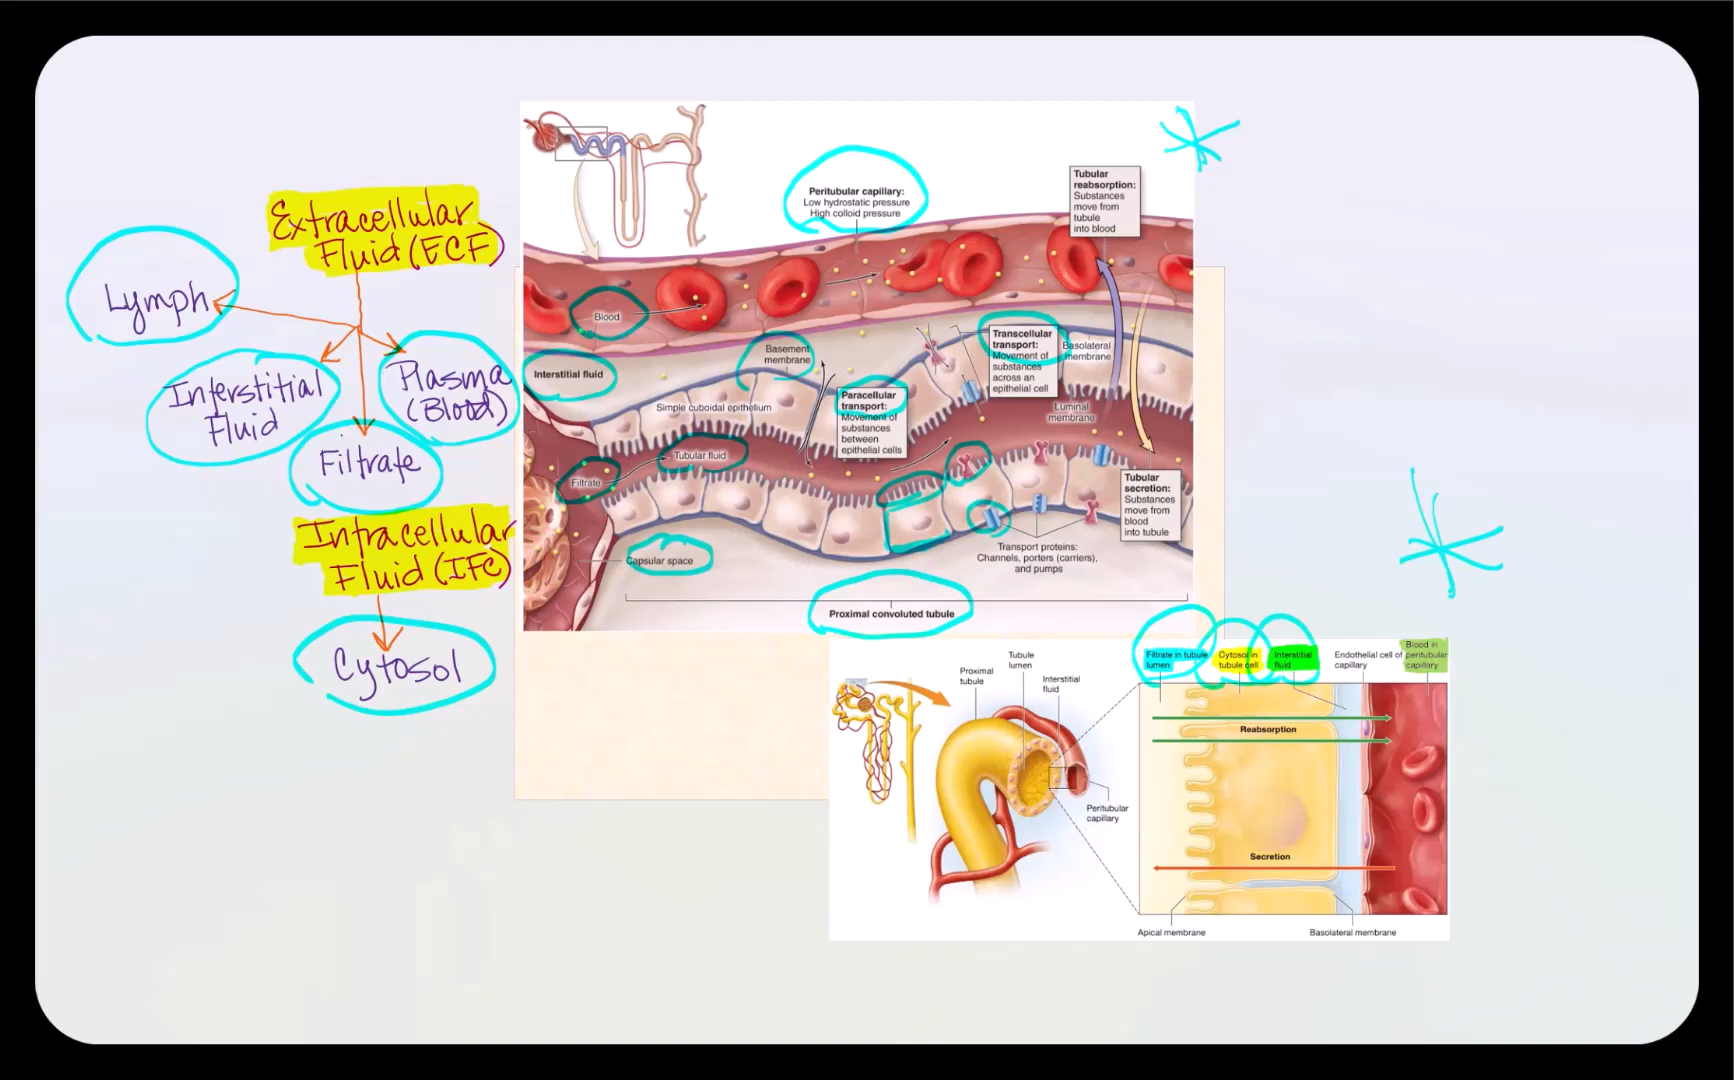 Extracellular
Fluid (ECF)
Lymph
Interstitial
Fluid
Plasma
(Blood)
Filtrate
Intracellular
Fluid (IFC)
Cytosol
Peritubular capillary:
Low hydrostatic pressure
High colloid pressure
Tubular
reabsorption:
Substances
move from
tubule
into blood
Blood
Interstitial fluid
Basement
membrane
Simple cuboidal epithelium
Paracellular
transport:
Movement of
substances
between
epithelial cells
Transcellular
transport:
Movement of
substances
across an
epithelial cell
Basolateral
membrane
Luminal
membrane
Tubular fluid
Filtrate
Capsular space
Transport proteins:
Channels, porters (carriers),
and pumps
Tubular
secretion:
Substances
move from
blood
into tubule
Proximal convoluted tubule
Proximal
tubule
Tubule
lumen
Interstitial
fluid
Peritubular
capillary
Filtrate in tubule
lumen
Cytosol in
tubule cell
Interstitial
fluid
Endothelial cell of
capillary
Blood in
peritubular
capillary
Reabsorption
Secretion
Apical membrane
Basolateral membrane